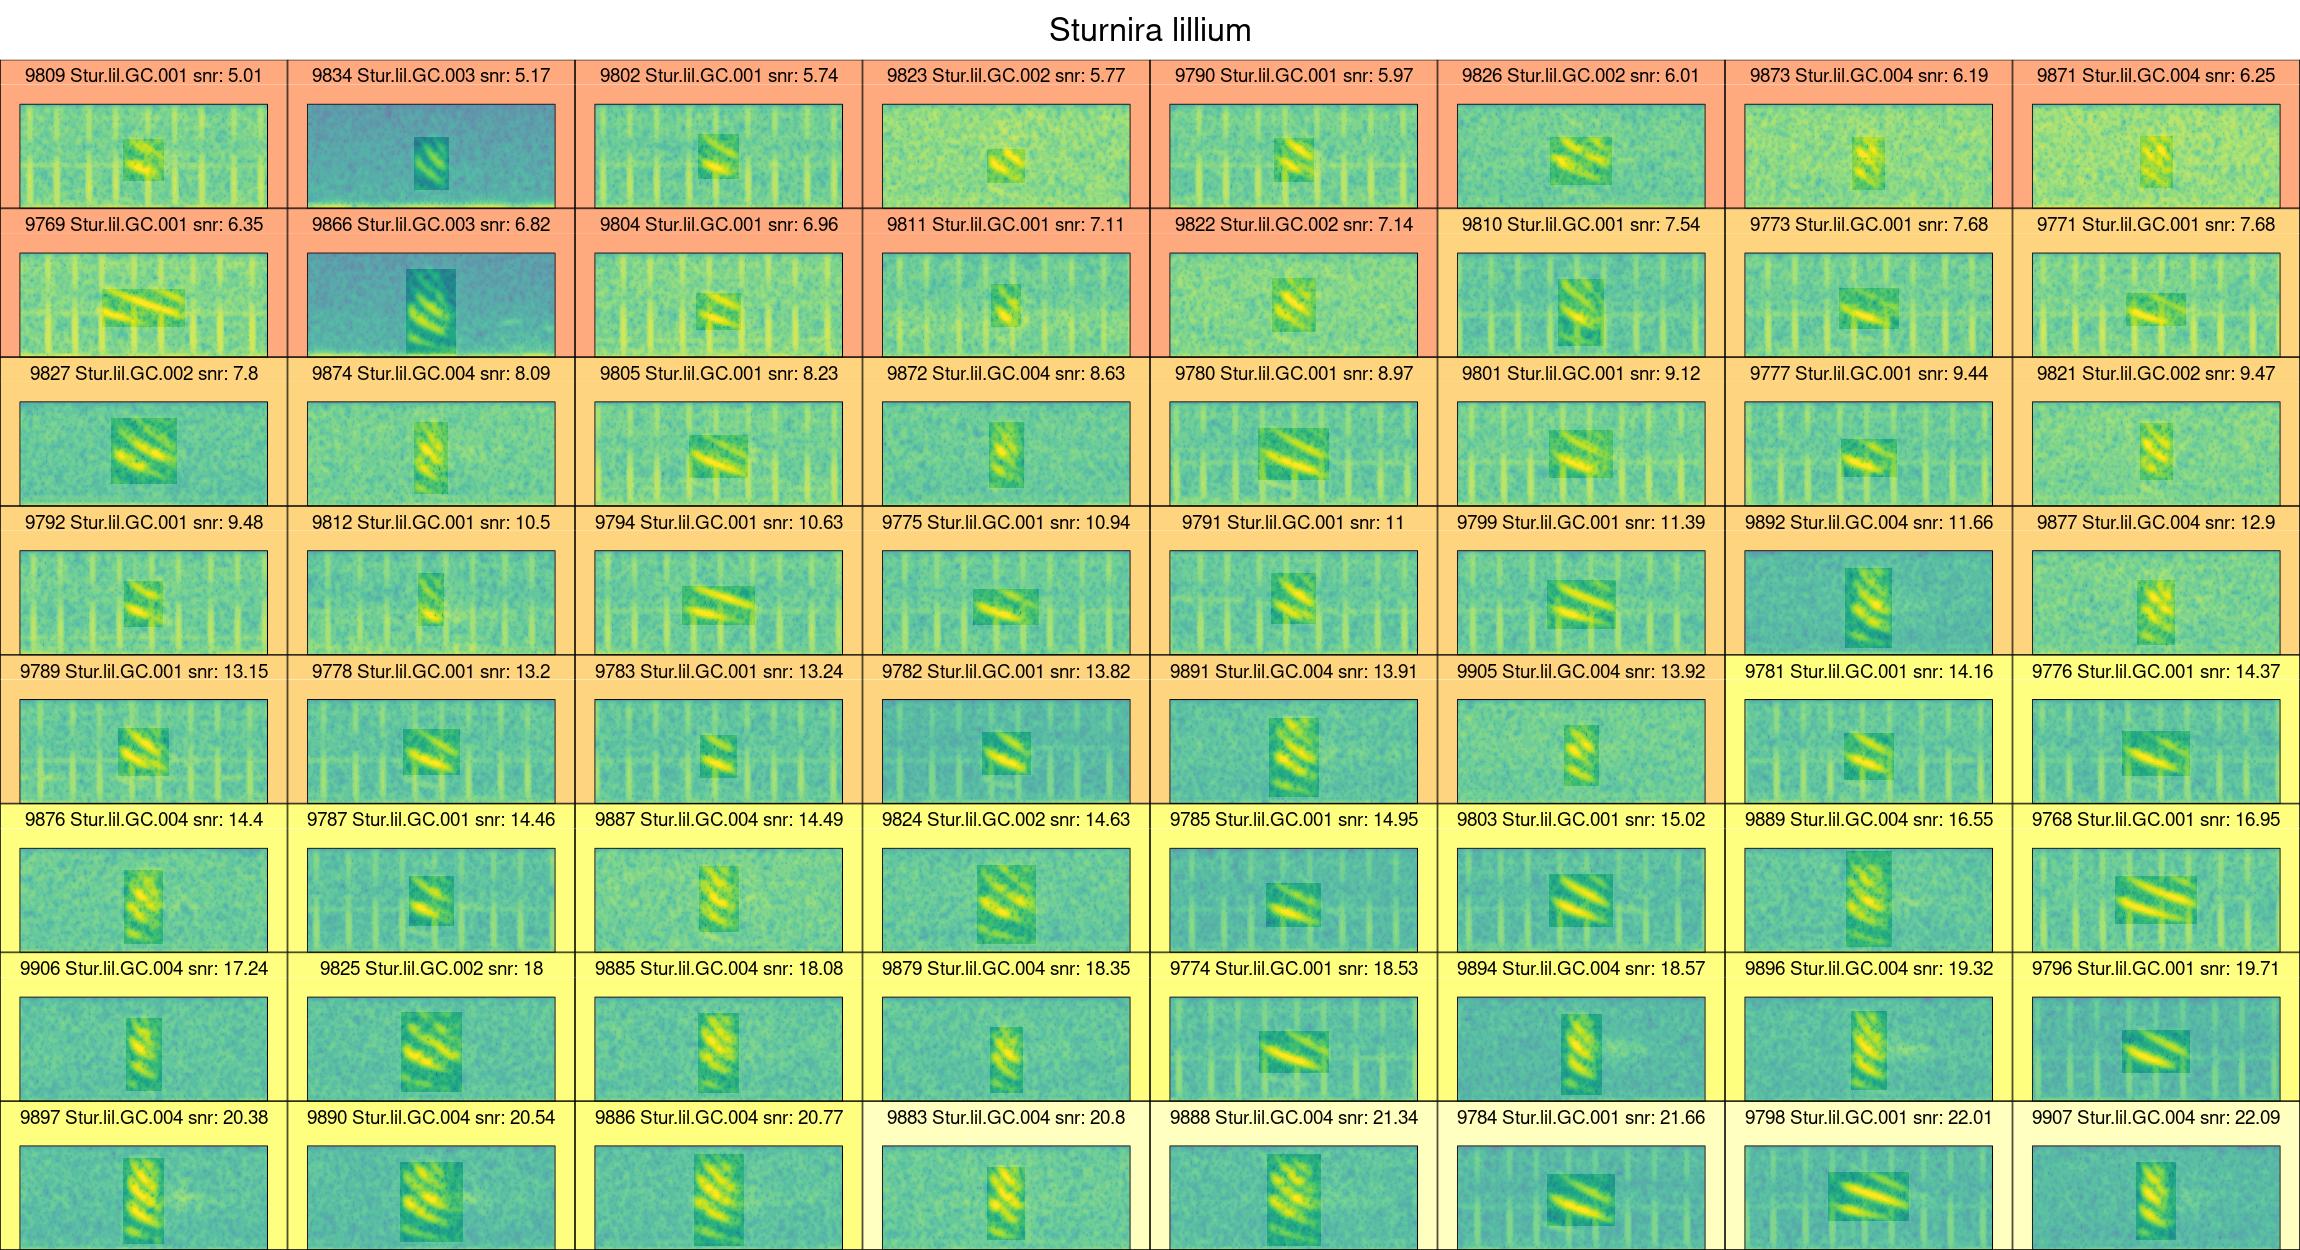 Sturnira lillium
9809 Stur.lil.GC.001 snr: 5.01
9834 Stur.lil.GC.003 snr: 5.17
9802 Stur.lil.GC.001 snr: 5.74
9823 Stur.lil.GC.002 snr: 5.77
9790 Stur.lil.GC.001 snr: 5.97
9826 Stur.lil.GC.002 snr: 6.01
9873 Stur.lil.GC.004 snr: 6.19
9871 Stur.lil.GC.004 snr: 6.25
9769 Stur.lil.GC.001 snr: 6.35
9866 Stur.lil.GC.003 snr: 6.82
9804 Stur.lil.GC.001 snr: 6.96
9811 Stur.lil.GC.001 snr: 7.11
9822 Stur.lil.GC.002 snr: 7.14
9810 Stur.lil.GC.001 snr: 7.54
9773 Stur.lil.GC.001 snr: 7.68
9771 Stur.lil.GC.001 snr: 7.68
9827 Stur.lil.GC.002 snr: 7.8
9874 Stur.lil.GC.004 snr: 8.09
9805 Stur.lil.GC.001 snr: 8.23
9872 Stur.lil.GC.004 snr: 8.63
9780 Stur.lil.GC.001 snr: 8.97
9801 Stur.lil.GC.001 snr: 9.12
9777 Stur.lil.GC.001 snr: 9.44
9821 Stur.lil.GC.002 snr: 9.47
9792 Stur.lil.GC.001 snr: 9.48
9812 Stur.lil.GC.001 snr: 10.5
9794 Stur.lil.GC.001 snr: 10.63
9775 Stur.lil.GC.001 snr: 10.94
9791 Stur.lil.GC.001 snr: 11
9799 Stur.lil.GC.001 snr: 11.39
9892 Stur.lil.GC.004 snr: 11.66
9877 Stur.lil.GC.004 snr: 12.9
9789 Stur.lil.GC.001 snr: 13.15
9778 Stur.lil.GC.001 snr: 13.2
9783 Stur.lil.GC.001 snr: 13.24
9782 Stur.lil.GC.001 snr: 13.82
9891 Stur.lil.GC.004 snr: 13.91
9905 Stur.lil.GC.004 snr: 13.92
9781 Stur.lil.GC.001 snr: 14.16
9776 Stur.lil.GC.001 snr: 14.37
9876 Stur.lil.GC.004 snr: 14.4
9787 Stur.lil.GC.001 snr: 14.46
9887 Stur.lil.GC.004 snr: 14.49
9824 Stur.lil.GC.002 snr: 14.63
9785 Stur.lil.GC.001 snr: 14.95
9803 Stur.lil.GC.001 snr: 15.02
9889 Stur.lil.GC.004 snr: 16.55
9768 Stur.lil.GC.001 snr: 16.95
9906 Stur.lil.GC.004 snr: 17.24
9825 Stur.lil.GC.002 snr: 18
9885 Stur.lil.GC.004 snr: 18.08
9879 Stur.lil.GC.004 snr: 18.35
9774 Stur.lil.GC.001 snr: 18.53
9894 Stur.lil.GC.004 snr: 18.57
9896 Stur.lil.GC.004 snr: 19.32
9796 Stur.lil.GC.001 snr: 19.71
9897 Stur.lil.GC.004 snr: 20.38
9890 Stur.lil.GC.004 snr: 20.54
9886 Stur.lil.GC.004 snr: 20.77
9883 Stur.lil.GC.004 snr: 20.8
9888 Stur.lil.GC.004 snr: 21.34
9784 Stur.lil.GC.001 snr: 21.66
9798 Stur.lil.GC.001 snr: 22.01
9907 Stur.lil.GC.004 snr: 22.09